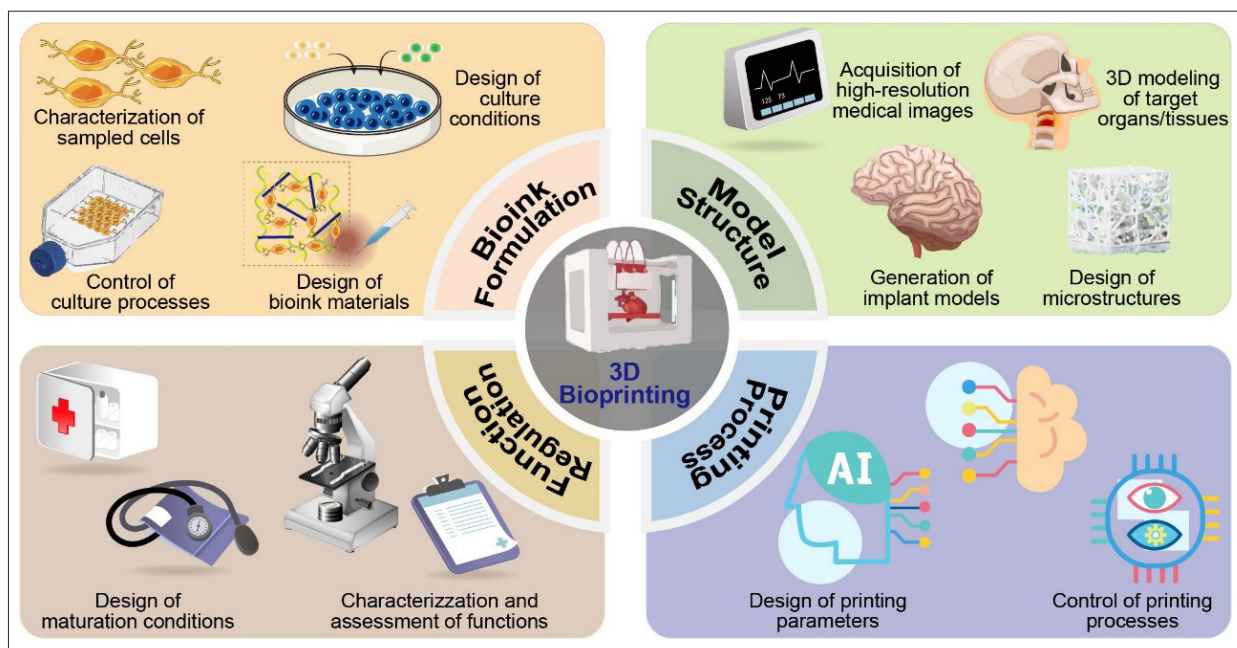 Characterization of
sampled cells
Design of
culture
conditions
Control of
culture processes
Design of
bioink materials
Bioink
Formulation
Acquisition of
high-resolution
medical images
125 73
3D modeling
of target
organs/tissues
Generation of
implant models
Design of
microstructures
Model
Structure
3D
Bioprinting
Function
Regulation
Design of
maturation conditions
Characterizzation and
assessment of functions
Printing
Process
AI
Design of printing
parameters
Control of printing
processes